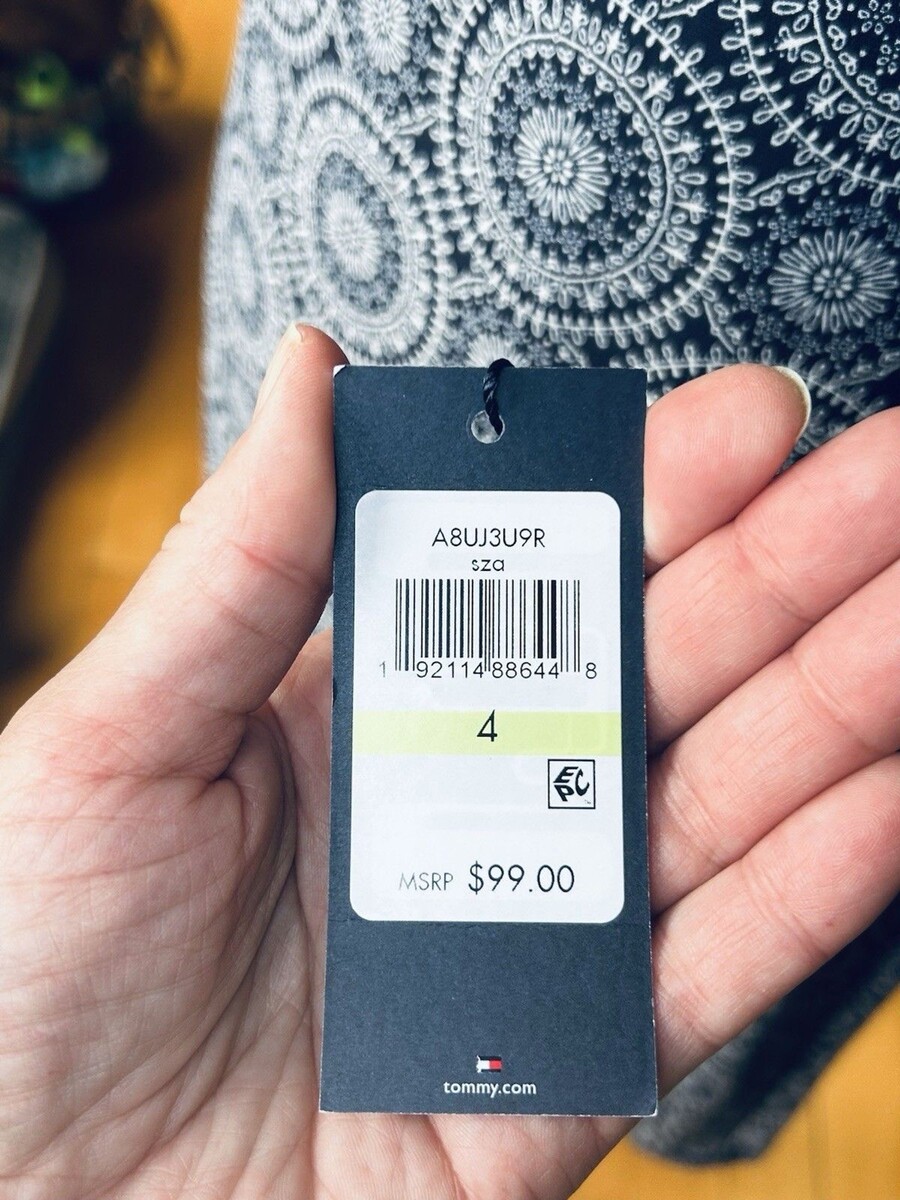 A8UJ3U9R
sza
1 92114 88644 8
4
EPC
MSRP $99.00
tommy.com